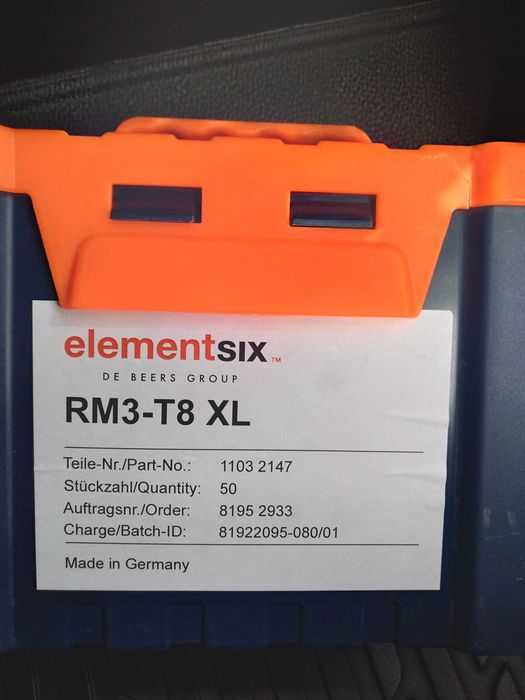 elementsix™
DE BEERS GROUP
RM3-T8 XL
Teile-Nr./Part-No.: 1103 2147
Stückzahl/Quantity: 50
Auftragsnr./Order: 8195 2933
Charge/Batch-ID: 81922095-080/01
Made in Germany